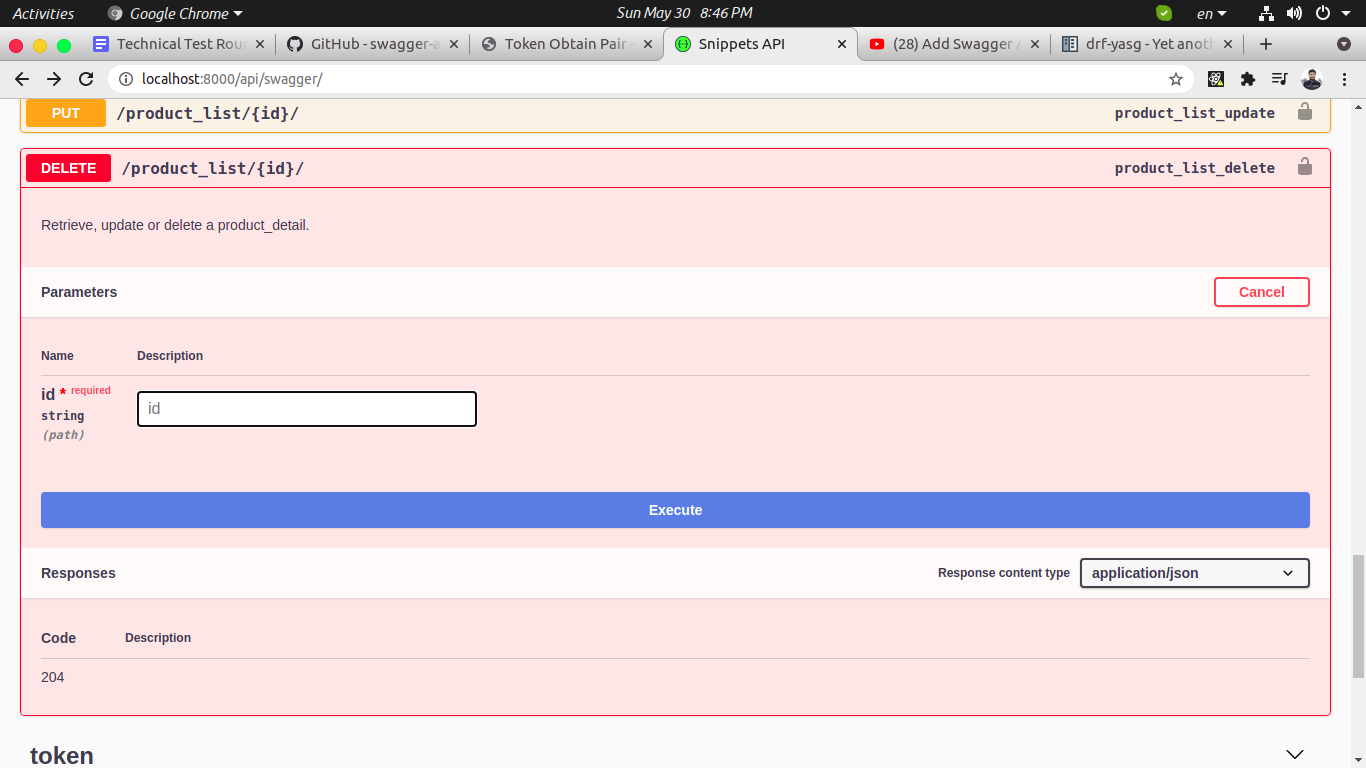 Activities Google Chrome Sun May 30 8:46 PM en
Technical Test Rou GitHub - swagger-a Token Obtain Pair - Snippets API (28) Add Swagger A drf-yasg - Yet anoth
localhost:8000/api/swagger/
PUT /product_list/{id}/ product_list_update
DELETE /product_list/{id}/ product_list_delete
Retrieve, update or delete a product_detail.
Parameters Cancel
Name Description
id * required
string
(path)
id
Execute
Responses Response content type application/json
Code Description
204
token